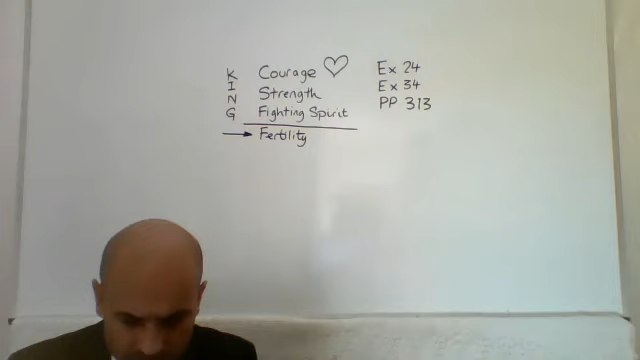 K
I
N
G
Courage
Strength
Fighting Spirit
→ Fertility
Ex 24
Ex 34
PP 313